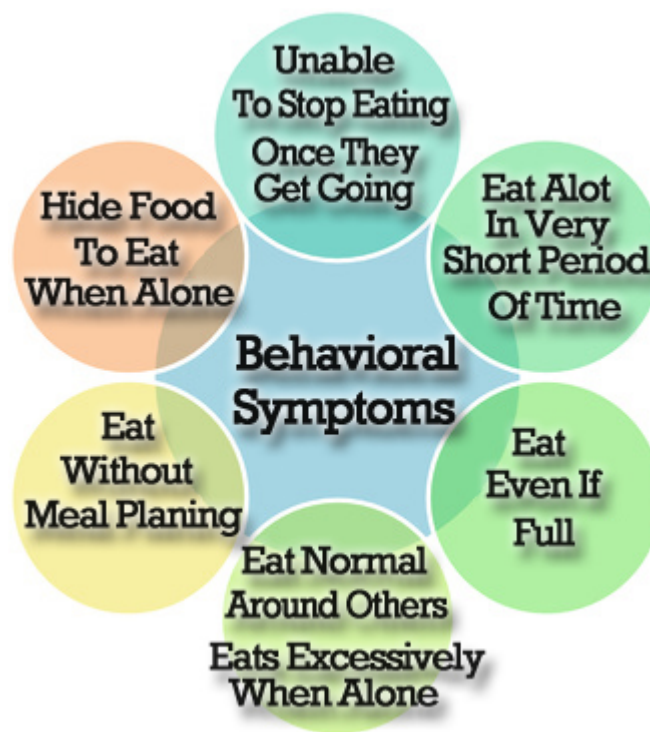 Unable
To Stop Eating
Once They
Get Going
Eat Alot
In Very
Short Period
Of Time
Eat
Even If
Full
Eat Normal
Around Others
Eats Excessively
When Alone
Eat
Without
Meal Planing
Hide Food
To Eat
When Alone
Behavioral
Symptoms